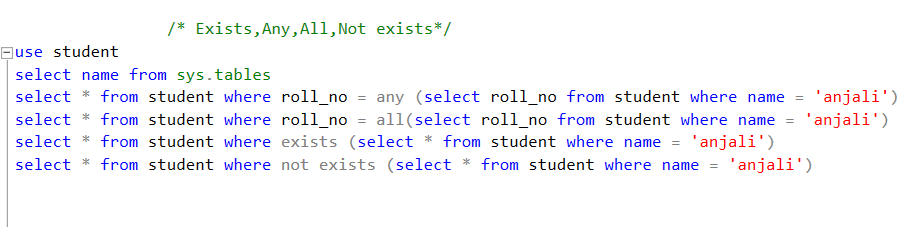 /* Exists,Any,All,Not exists*/
use student
select name from sys.tables
select * from student where roll_no = any (select roll_no from student where name = 'anjali')
select * from student where roll_no = all(select roll_no from student where name = 'anjali')
select * from student where exists (select * from student where name = 'anjali')
select * from student where not exists (select * from student where name = 'anjali')